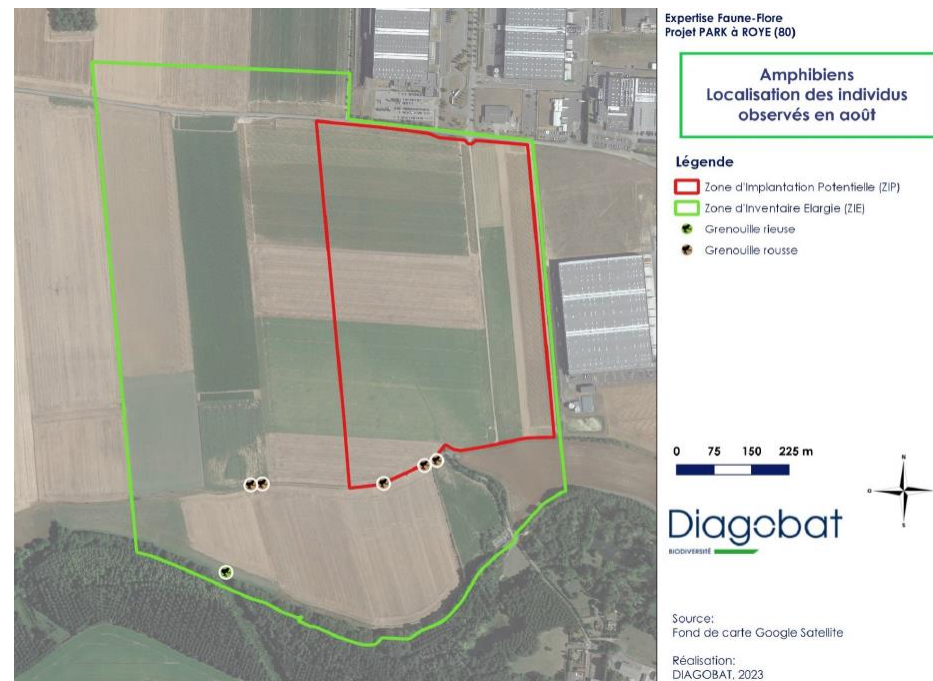 Expertise Faune-Flore
Projet PARK à ROYE (80)
Amphibiens
Localisation des individus
observés en août
Légende
Zone d'Implantation Potentielle (ZIP)
Zone d'Inventaire Elargie (ZIE)
Grenouille rieuse
Grenouille rousse
0 75 150 225 m
N
O E
S
Diagobat
BIODIVERSITÉ
Source:
Fond de carte Google Satellite
Réalisation:
DIAGOBAT, 2023